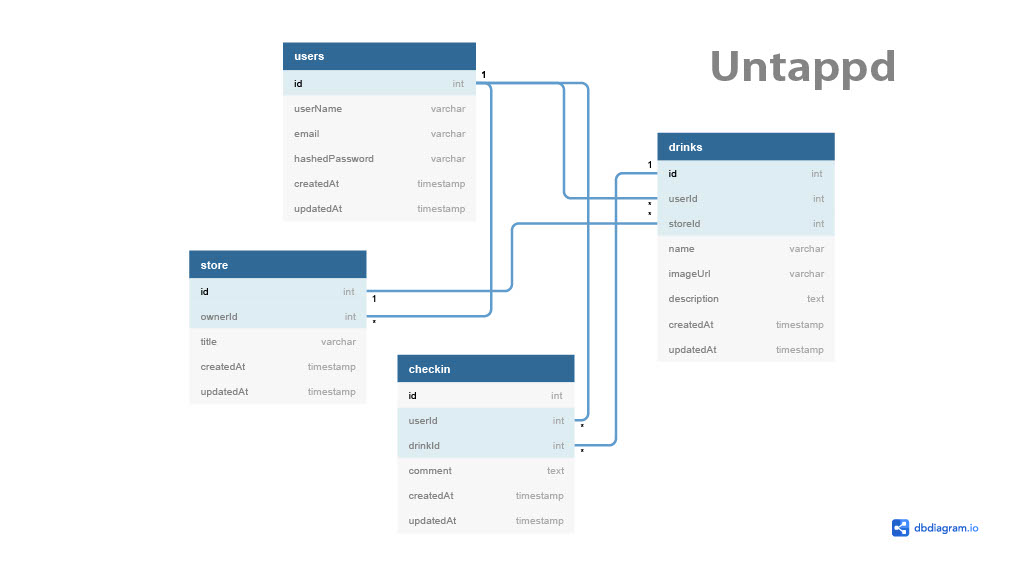 Untappd
users
id int
userName varchar
email varchar
hashedPassword varchar
createdAt timestamp
updatedAt timestamp
1
drinks
1
id int
userId int
*
*
storeId int
name varchar
imageUrl varchar
description text
createdAt timestamp
updatedAt timestamp
store
id int
1
ownerId int
*
title varchar
createdAt timestamp
updatedAt timestamp
checkin
id int
userId int
*
drinkId int
*
comment text
createdAt timestamp
updatedAt timestamp
dbdiagram.io